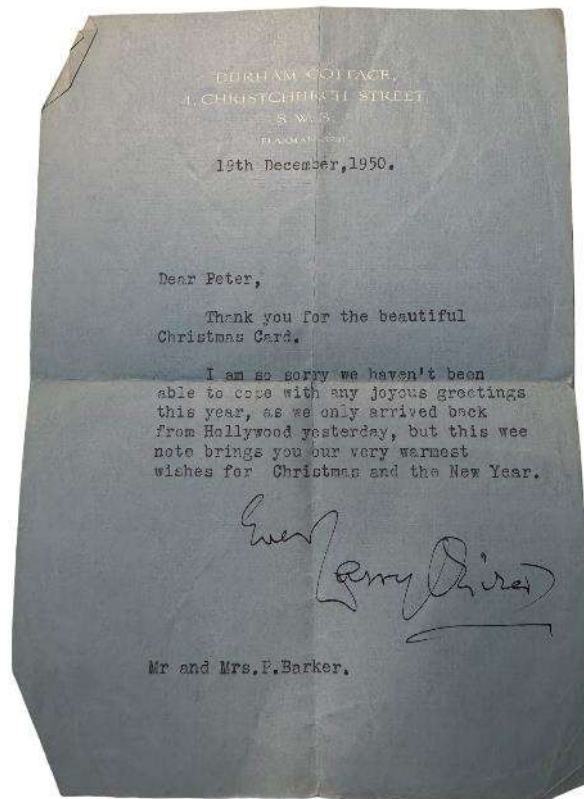 DURHAM COTTAGE,
4, CHRISTCHURCH STREET,
S. W. 3.
19th December,1950.
Dear Peter,
Thank you for the beautiful
Christmas Card.
I am so sorry we haven't been
able to cope with any joyous greetings
this year, as we only arrived back
from Hollywood yesterday, but this wee
note brings you our very warmest
wishes for Christmas and the New Year.
Ever
Larry Olivier
Mr and Mrs.P.Barker.